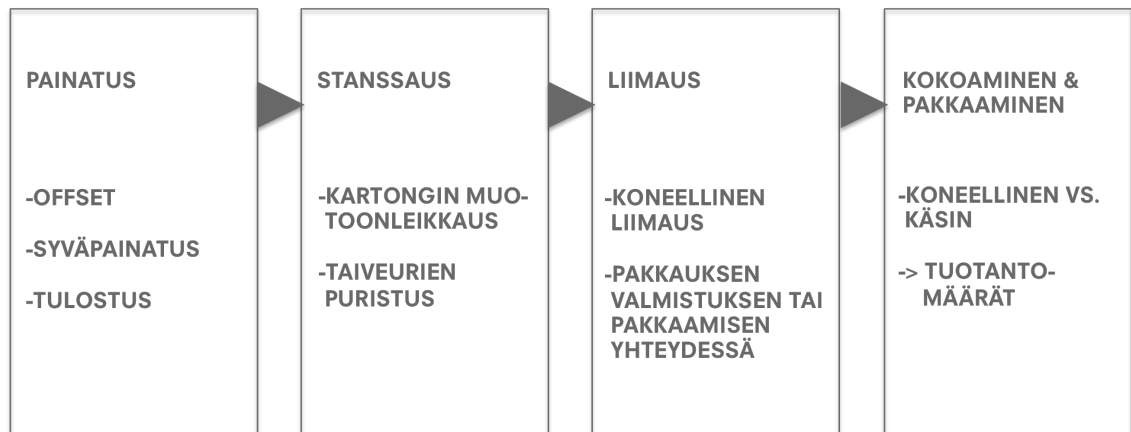 PAINATUS
-OFFSET
-SYVÄPAINATUS
-TULOSTUS
STANSSAUS
-KARTONGIN MUO-
TOONLEIKKAUS
-TAIVEURIEN
PURISTUS
LIIMAUS
-KONEELLINEN
LIIMAUS
-PAKKAUKSEN
VALMISTUKSEN TAI
PAKKAAMISEN
YHTEYDESSÄ
KOKOAMINEN &
PAKKAAMINEN
-KONEELLINEN VS.
KÄSIN
-> TUOTANTO-
MÄÄRÄT